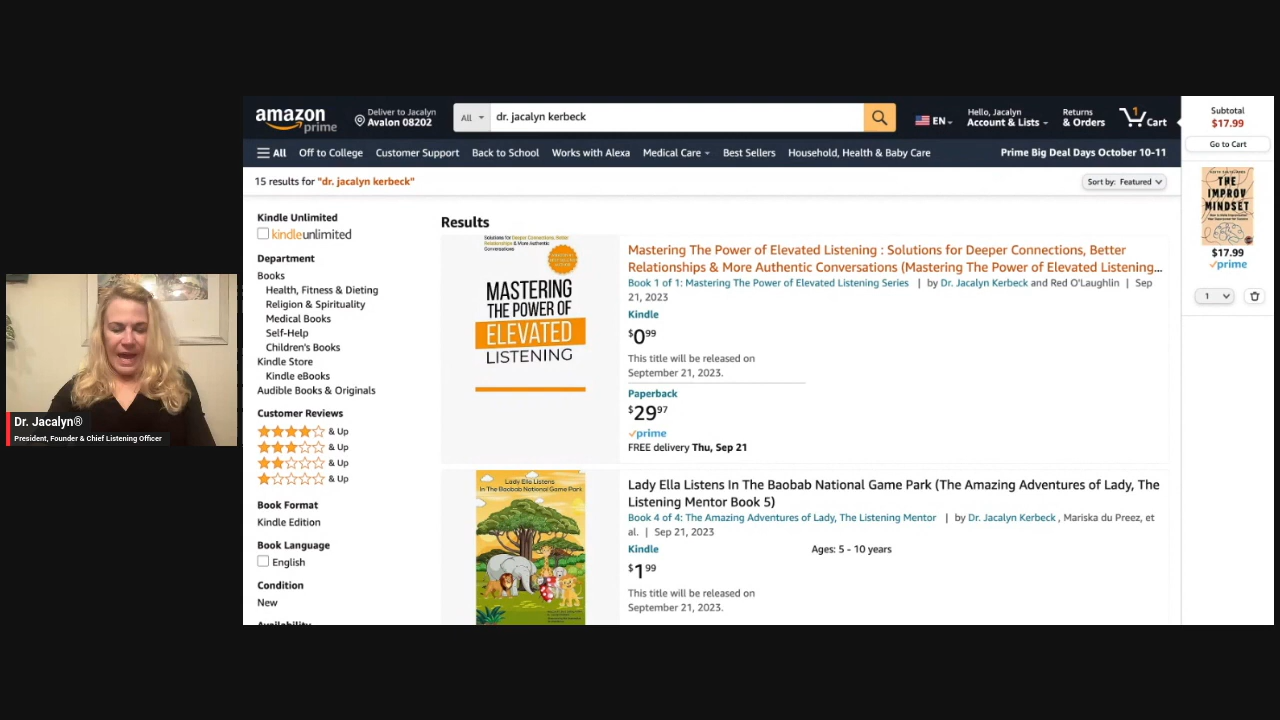 amazon
prime
Deliver to Jacalyn
Avalon 08202
All
dr. jacalyn kerbeck
EN
Hello, Jacalyn
Account & Lists
Returns
& Orders
1
Cart
Subtotal
$17.99
Go to Cart
All
Off to College
Customer Support
Back to School
Works with Alexa
Medical Care
Best Sellers
Household, Health & Baby Care
Prime Big Deal Days October 10-11
15 results for "dr. jacalyn kerbeck"
Sort by: Featured
THE
IMPROV
MINDSET
$17.99
prime
1
Kindle Unlimited
kindleunlimited
Department
Books
Health, Fitness & Dieting
Religion & Spirituality
Medical Books
Self-Help
Children's Books
Kindle Store
Kindle eBooks
Audible Books & Originals
Customer Reviews
& Up
& Up
& Up
& Up
Book Format
Kindle Edition
Book Language
English
Condition
New
Availability
Results
Solutions for Deeper Connections, Better
Relationships & More Authentic
Conversations
MASTERING
THE POWER OF
ELEVATED
LISTENING
Mastering The Power of Elevated Listening : Solutions for Deeper Connections, Better
Relationships & More Authentic Conversations (Mastering The Power of Elevated Listening...
Book 1 of 1: Mastering The Power of Elevated Listening Series | by Dr. Jacalyn Kerbeck and Red O'Laughlin | Sep
21, 2023
Kindle
$0.99
This title will be released on
September 21, 2023.
Paperback
$29.97
prime
FREE delivery Thu, Sep 21
Lady Ella Listens
In The Baobab National Game Park
Lady Ella Listens In The Baobab National Game Park (The Amazing Adventures of Lady, The
Listening Mentor Book 5)
Book 4 of 4: The Amazing Adventures of Lady, The Listening Mentor | by Dr. Jacalyn Kerbeck , Mariska du Preez, et
al. | Sep 21, 2023
Kindle
Ages: 5 - 10 years
$1.99
This title will be released on
September 21, 2023.
Dr. Jacalyn®
President, Founder & Chief Listening Officer